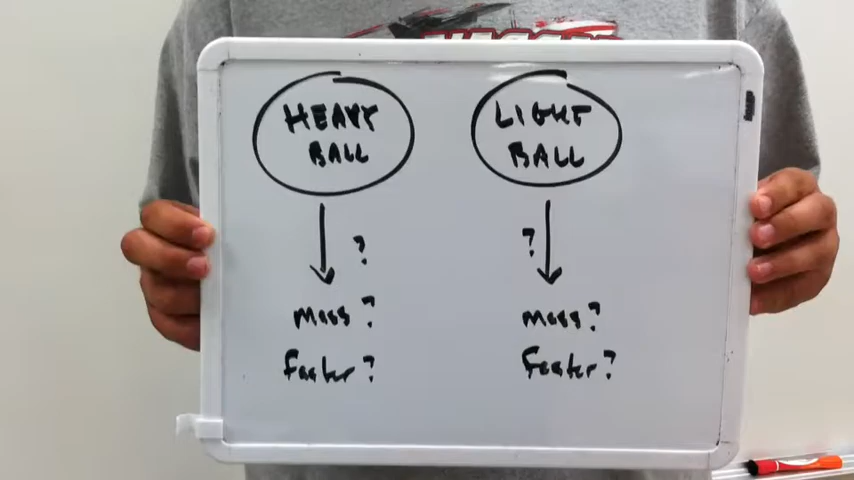 HEAVY
BALL
LIGHT
BALL
?
?
Mass?
Mass?
Faster?
Faster?